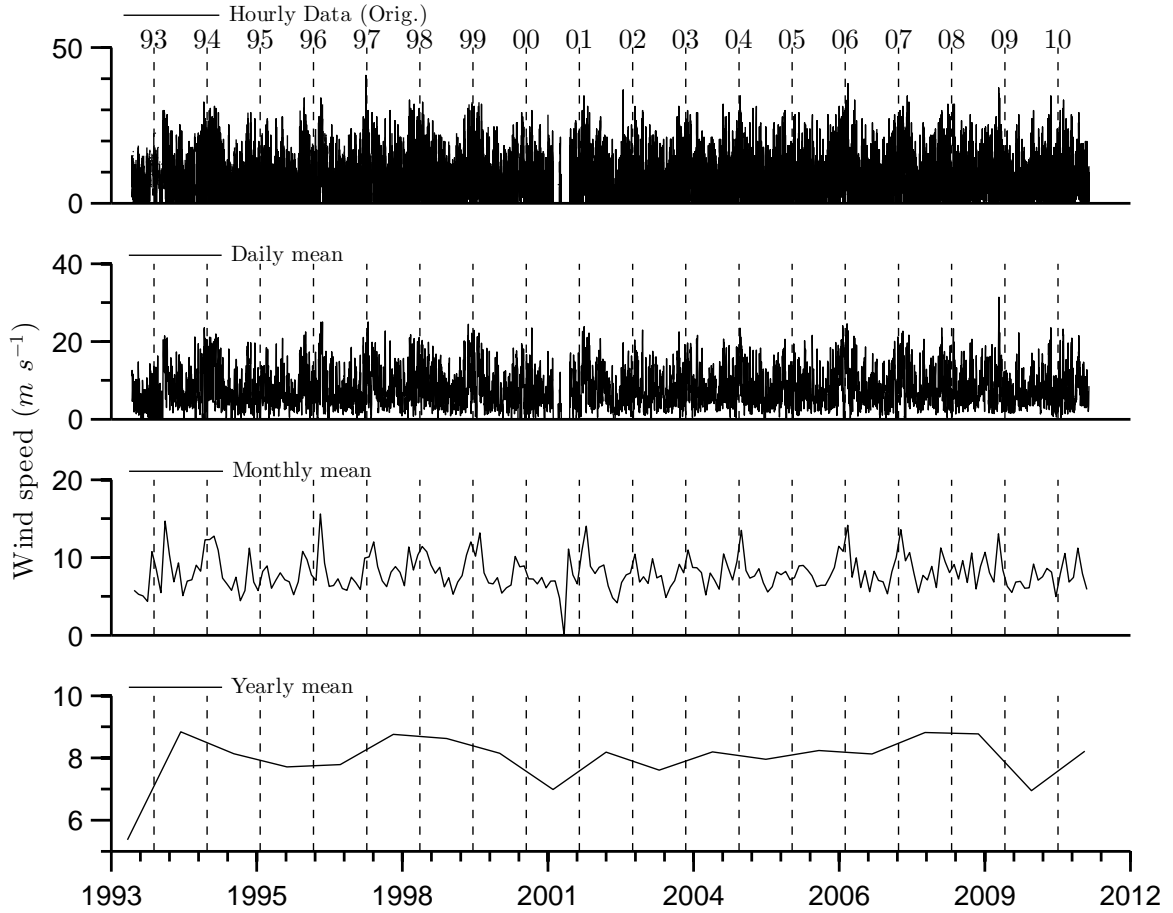 Hourly Data (Orig.)
93 94 95 96 97 98 99 00 01 02 03 04 05 06 07 08 09 10
50
0
Daily mean
40
20
0
Wind speed (m s⁻¹)
Monthly mean
20
10
0
Yearly mean
10
8
6
1993 1995 1998 2001 2004 2006 2009 2012